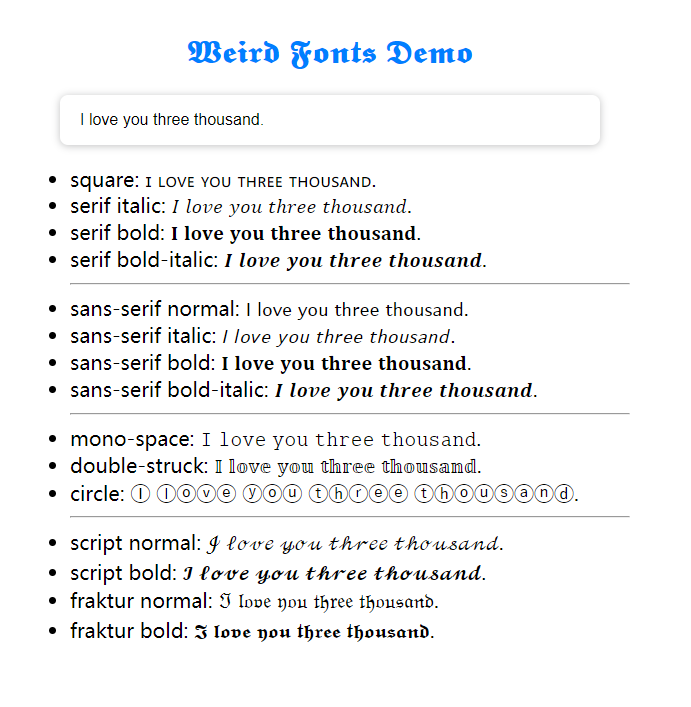 𝖂𝖊𝖎𝖗𝖉 𝕱𝖔𝖓𝖙𝖘 𝕯𝖊𝖒𝖔
I love you three thousand.
square: ɪ ʟᴏᴠᴇ ʏᴏᴜ ᴛʜʀᴇᴇ ᴛʜᴏᴜsᴀɴᴅ.
serif italic: 𝐼 𝑙𝑜𝑣𝑒 𝑦𝑜𝑢 𝑡ℎ𝑟𝑒𝑒 𝑡ℎ𝑜𝑢𝑠𝑎𝑛𝑑.
serif bold: 𝐈 𝐥𝐨𝐯𝐞 𝐲𝐨𝐮 𝐭𝐡𝐫𝐞𝐞 𝐭𝐡𝐨𝐮𝐬𝐚𝐧𝐝.
serif bold-italic: 𝑰 𝒍𝒐𝒗𝒆 𝒚𝒐𝒖 𝒕𝒉𝒓𝒆𝒆 𝒕𝒉𝒐𝒖𝒔𝒂𝒏𝒅.
sans-serif normal: 𝖨 𝗅𝗈𝗏𝖾 𝗒𝗈𝗎 𝗍𝗁𝗋𝖾𝖾 𝗍𝗁𝗈𝗎𝗌𝖺𝗇𝖽.
sans-serif italic: 𝘐 𝘭𝘰𝘷𝘦 𝘺𝘰𝘶 𝘵𝘩𝘳𝘦𝘦 𝘵𝘩𝘰𝘶𝘴𝘢𝘯𝘥.
sans-serif bold: 𝐈 𝐥𝐨𝐯𝐞 𝐲𝐨𝐮 𝐭𝐡𝐫𝐞𝐞 𝐭𝐡𝐨𝐮𝐬𝐚𝐧𝐝.
sans-serif bold-italic: 𝑰 𝒍𝒐𝒗𝒆 𝒚𝒐𝒖 𝒕𝒉𝒓𝒆𝒆 𝒕𝒉𝒐𝒖𝒔𝒂𝒏𝒅.
mono-space: 𝙸 𝚕𝚘𝚟𝚎 𝚢𝚘𝚞 𝚝𝚑𝚛𝚎𝚎 𝚝𝚑𝚘𝚞𝚜𝚊𝚗𝚍.
double-struck: 𝕀 𝕝𝕠𝕧𝕖 𝕪𝕠𝕦 𝕥𝕙𝕣𝕖𝕖 𝕥𝕙𝕠𝕦𝕤𝕒𝕟𝕕.
circle: Ⓘ ⓛⓞⓥⓔ ⓨⓞⓤ ⓣⓗⓡⓔⓔ ⓣⓗⓞⓤⓢⓐⓝⓓ.
script normal: ℐ 𝓁ℴ𝓋ℯ 𝓎ℴ𝓊 𝓉𝒽𝓇ℯℯ 𝓉𝒽ℴ𝓊𝓈𝒶𝓃𝒹.
script bold: 𝓘 𝓵𝓸𝓿𝓮 𝔂𝓸𝓾 𝓽𝓱𝓻𝓮𝓮 𝓽𝓱𝓸𝓾𝓼𝓪𝓷𝓭.
fraktur normal: ℑ 𝔩𝔬𝔳𝔢 𝔶𝔬𝔲 𝔱𝔥𝔯𝔢𝔢 𝔱𝔥𝔬𝔲𝔰𝔞𝔫𝔡.
fraktur bold: 𝕴 𝖑𝖔𝖛𝖊 𝖞𝖔𝖚 𝖙𝖍𝖗𝖊𝖊 𝖙𝖍𝖔𝖚𝖘𝖆𝖓𝖉.